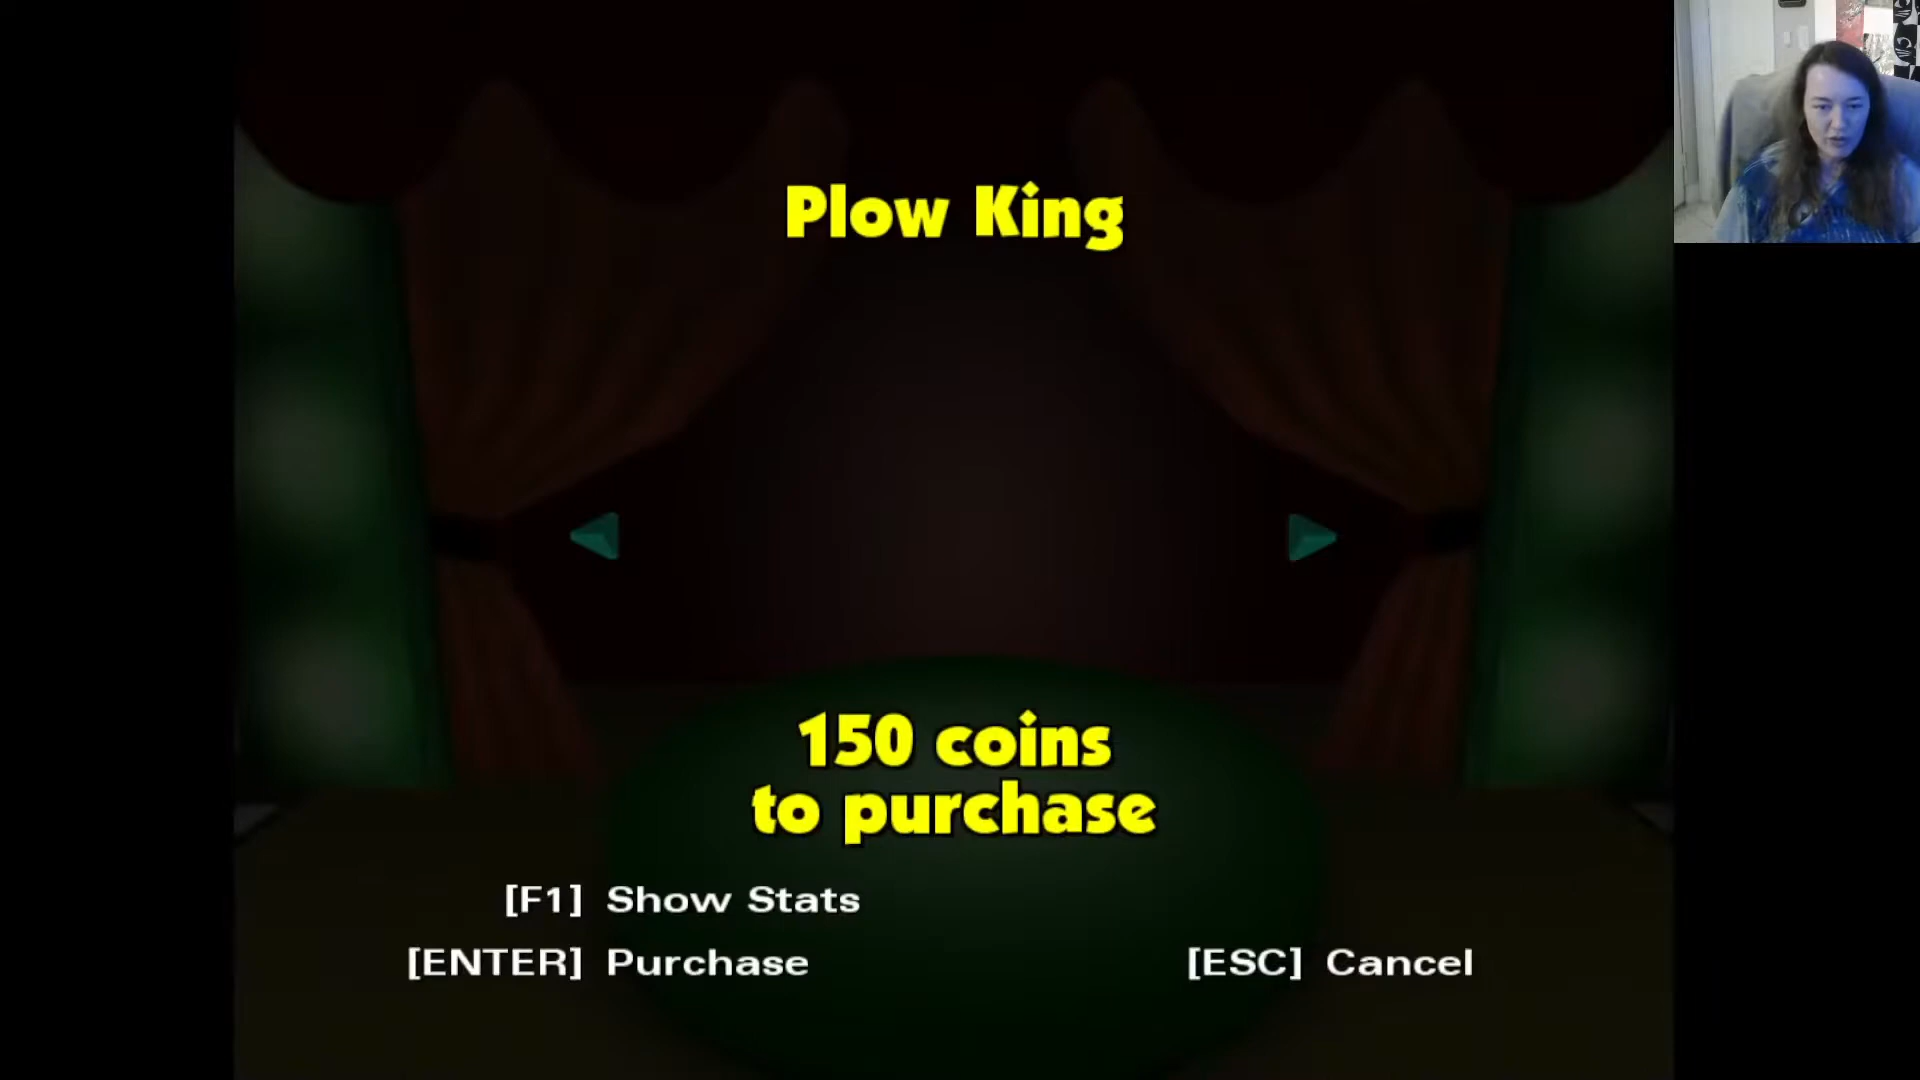 Plow King
150 coins
to purchase
[F1] Show Stats
[ENTER] Purchase
[ESC] Cancel